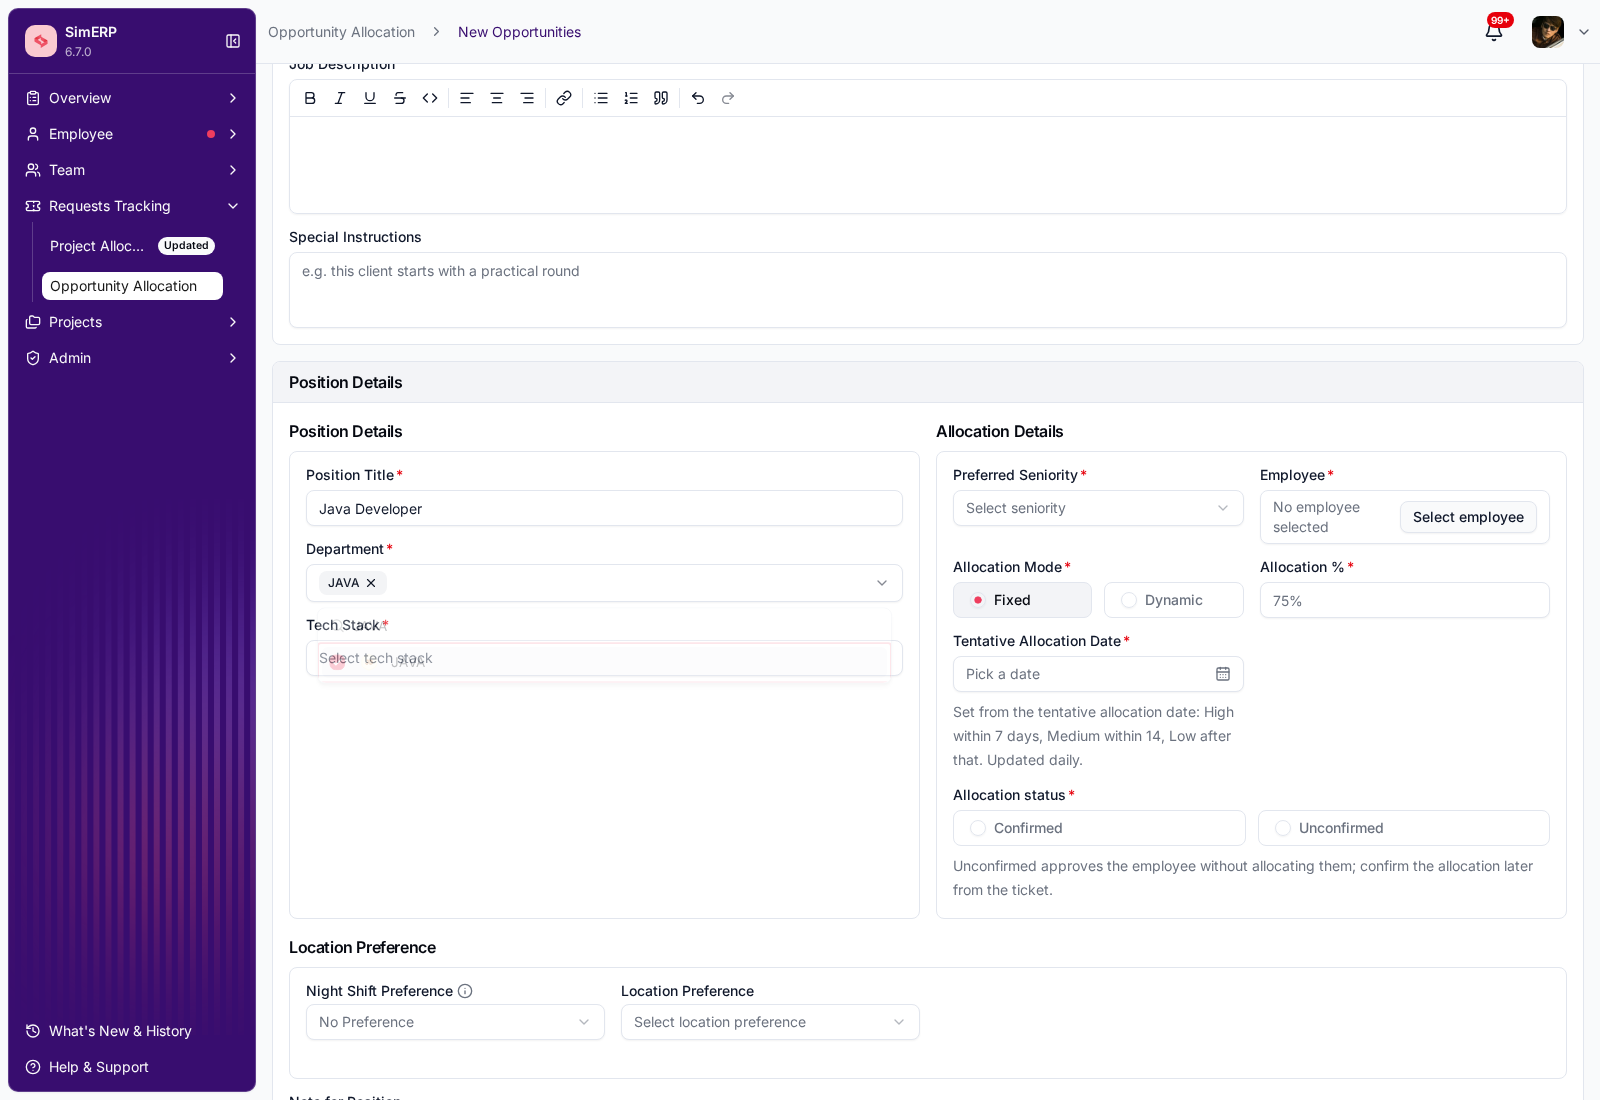 SimERP
6.7.0
Overview
Employee
Team
Requests Tracking
Project Alloc... Updated
Opportunity Allocation
Projects
Admin
What's New & History
Help & Support
Opportunity Allocation > New Opportunities
99+
Job Description
Special Instructions
e.g. this client starts with a practical round
Position Details
Position Details
Position Title*
Java Developer
Department*
JAVA
Tech Stack*
Select tech stack
JAVA
Allocation Details
Preferred Seniority*
Select seniority
Employee*
No employee selected
Select employee
Allocation Mode*
Fixed
Dynamic
Allocation %*
75%
Tentative Allocation Date*
Pick a date
Set from the tentative allocation date: High
within 7 days, Medium within 14, Low after
that. Updated daily.
Allocation status*
Confirmed
Unconfirmed
Unconfirmed approves the employee without allocating them; confirm the allocation later
from the ticket.
Location Preference
Night Shift Preference
No Preference
Location Preference
Select location preference
Note for Position